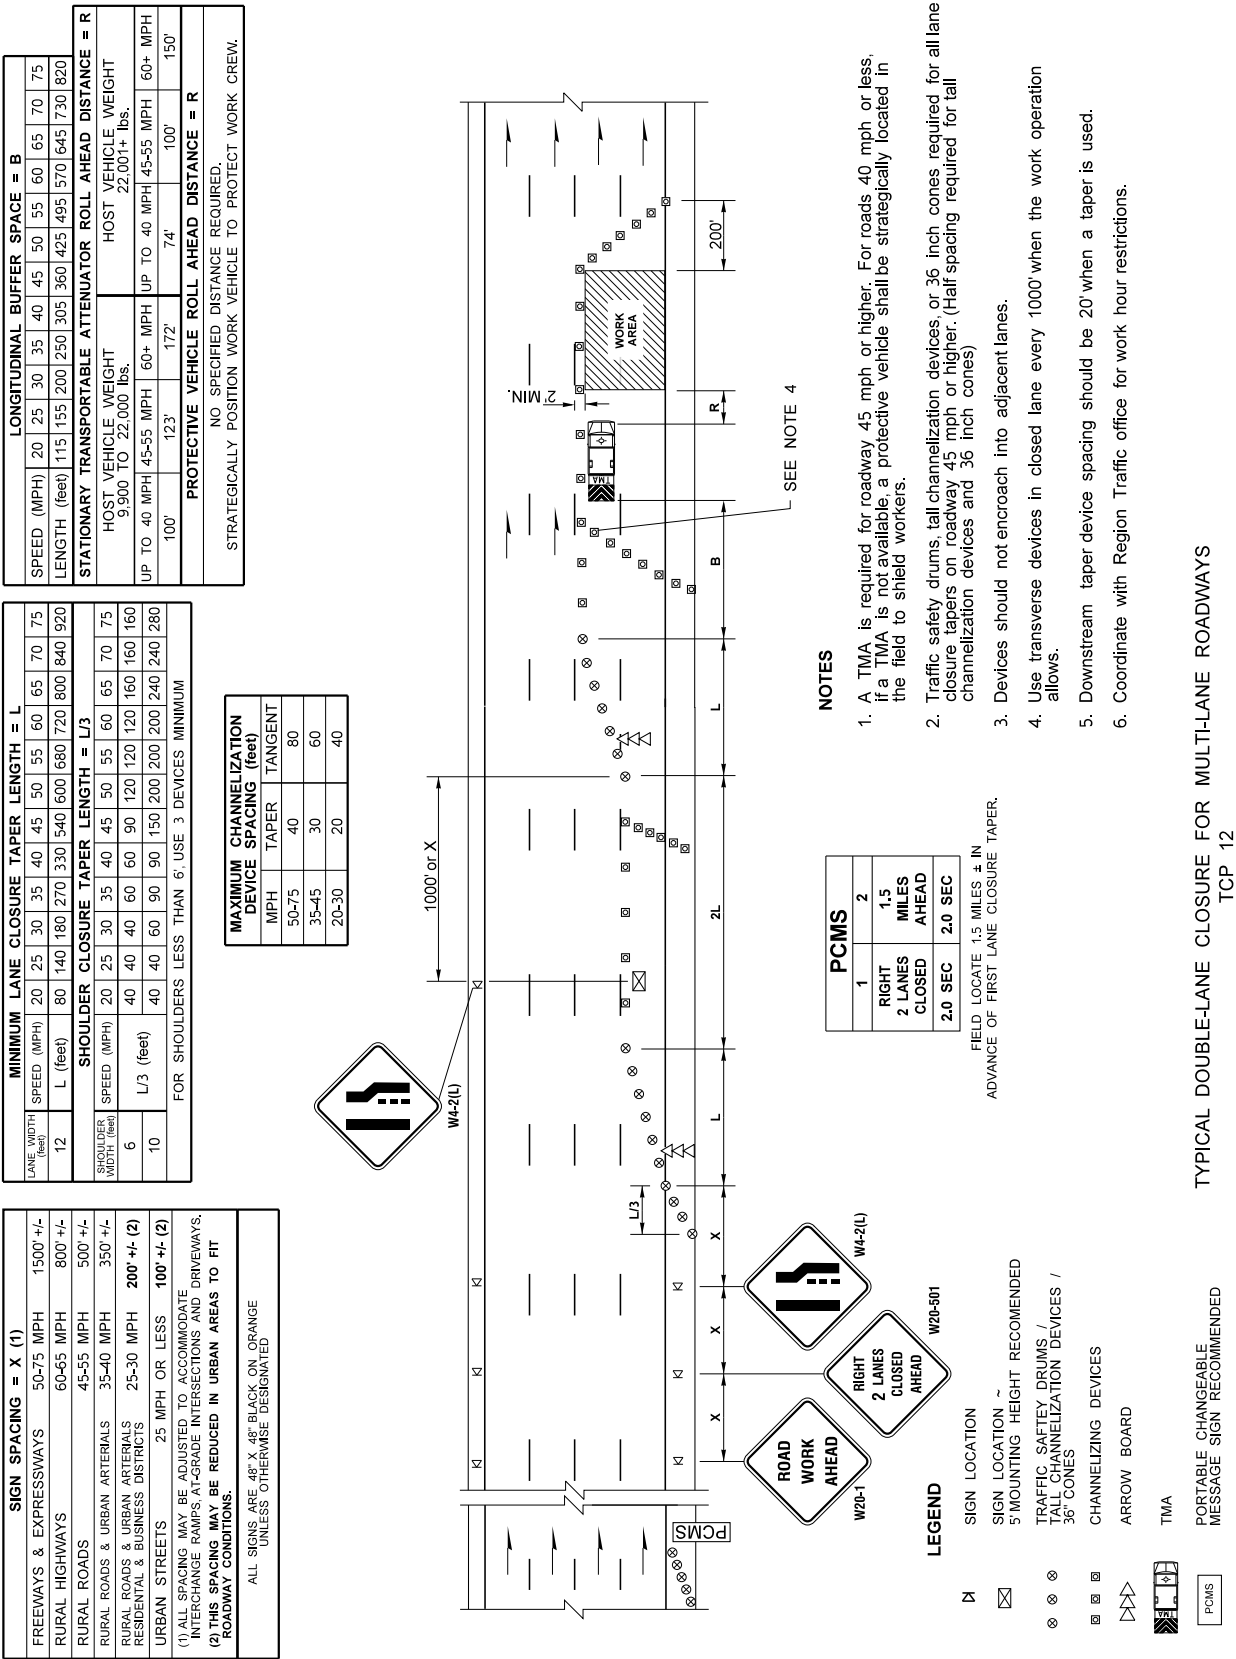 SIGN SPACING = X (1)
FREEWAYS & EXPRESSWAYS 50-75 MPH 1500' +/-
RURAL HIGHWAYS 60-65 MPH 800' +/-
RURAL ROADS 45-55 MPH 500' +/-
RURAL ROADS & URBAN ARTERIALS 35-40 MPH 350' +/-
RURAL ROADS & URBAN ARTERIALS
RESIDENTAL & BUSINESS DISTRICTS 25-30 MPH 200' +/- (2)
URBAN STREETS 25 MPH OR LESS 100' +/- (2)
(1) ALL SPACING MAY BE ADJUSTED TO ACCOMMODATE
INTERCHANGE RAMPS, AT-GRADE INTERSECTIONS AND DRIVEWAYS.
(2) THIS SPACING MAY BE REDUCED IN URBAN AREAS TO FIT
ROADWAY CONDITIONS.
ALL SIGNS ARE 48" X 48" BLACK ON ORANGE
UNLESS OTHERWISE DESIGNATED
MINIMUM LANE CLOSURE TAPER LENGTH = L
LANE WIDTH (feet) SPEED (MPH) 20 25 30 35 40 45 50 55 60 65 70 75
12 L (feet) 80 140 180 270 330 540 600 680 720 800 840 920
SHOULDER CLOSURE TAPER LENGTH = L/3
SHOULDER WIDTH (feet) SPEED (MPH) 20 25 30 35 40 45 50 55 60 65 70 75
6 L/3 (feet) 40 40 40 60 60 90 120 120 120 160 160 160
10 40 40 60 90 90 150 200 200 200 240 240 280
FOR SHOULDERS LESS THAN 6', USE 3 DEVICES MINIMUM
LONGITUDINAL BUFFER SPACE = B
SPEED (MPH) 20 25 30 35 40 45 50 55 60 65 70 75
LENGTH (feet) 115 155 200 250 305 360 425 495 570 645 730 820
STATIONARY TRANSPORTABLE ATTENUATOR ROLL AHEAD DISTANCE = R
HOST VEHICLE WEIGHT
9,900 TO 22,000 lbs.
HOST VEHICLE WEIGHT
22,001+ lbs.
UP TO 40 MPH 45-55 MPH 60+ MPH UP TO 40 MPH 45-55 MPH 60+ MPH
100' 123' 172' 74' 100' 150'
PROTECTIVE VEHICLE ROLL AHEAD DISTANCE = R
NO SPECIFIED DISTANCE REQUIRED.
STRATEGICALLY POSITION WORK VEHICLE TO PROTECT WORK CREW.
MAXIMUM CHANNELIZATION
DEVICE SPACING (feet)
MPH TAPER TANGENT
50-75 40 80
35-45 30 60
20-30 20 40
W4-2(L)
1000' or X
2' MIN.
WORK
AREA
TMA
PCMS
L/3
X
X
X
L
2L
L
B
R
200'
SEE NOTE 4
ROAD
WORK
AHEAD
W20-1
RIGHT
2 LANES
CLOSED
AHEAD
W20-501
W4-2(L)
PCMS
1 2
RIGHT
2 LANES
CLOSED
1.5
MILES
AHEAD
2.0 SEC 2.0 SEC
FIELD LOCATE 1.5 MILES ± IN
ADVANCE OF FIRST LANE CLOSURE TAPER.
LEGEND
SIGN LOCATION
SIGN LOCATION ~
5' MOUNTING HEIGHT RECOMENDED
TRAFFIC SAFTEY DRUMS /
TALL CHANNELIZATION DEVICES /
36" CONES
CHANNELIZING DEVICES
ARROW BOARD
TMA
TMA
PCMS
PORTABLE CHANGEABLE
MESSAGE SIGN RECOMMENDED
NOTES
1. A TMA is required for roadway 45 mph or higher. For roads 40 mph or less,
if a TMA is not available, a protective vehicle shall be strategically located in
the field to shield workers.
2. Traffic safety drums, tall channelization devices, or 36 inch cones required for all lane
closure tapers on roadway 45 mph or higher. (Half spacing required for tall
channelization devices and 36 inch cones)
3. Devices should not encroach into adjacent lanes.
4. Use transverse devices in closed lane every 1000' when the work operation
allows.
5. Downstream taper device spacing should be 20' when a taper is used.
6. Coordinate with Region Traffic office for work hour restrictions.
TYPICAL DOUBLE-LANE CLOSURE FOR MULTI-LANE ROADWAYS
TCP 12